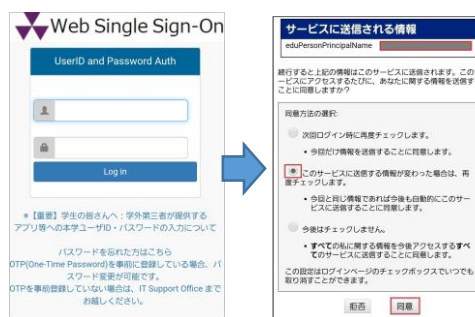 Web Single Sign-On
UserID and Password Auth
Log in
※【重要】学生の皆さんへ：学外三者が提供する
アプリ等への本学ユーザID・パスワードの入力について
パスワードを忘れた方はこちら
OTP(One-Time Password)を事前に登録している場合、パ
スワード変更が可能です。
OTPを事前登録していない場合は、IT Support Office まで
お越しください。
サービスに送信される情報
eduPersonPrincipalName
続行すると上記の情報はこのサービスに送信されます。このサ
ービスにアクセスするたびに、あなたに関する情報を送信す
ことに同意しますか？
同意方法の選択:
次回ログイン時に再度チェックします。
• 今回だけ情報を送信することに同意します。
このサービスに送信する情報が変わった場合は、再
度チェックします。
• 今回と同じ情報であれば今後も自動的にこのサー
ビスに送信することに同意します。
今後はチェックしません。
• すべての私に関する情報を今後アクセスするすべ
てのサービスに送信することに同意します。
この設定はログインページのチェックボックスでいつでも
取り消すことができます。
拒否
同意